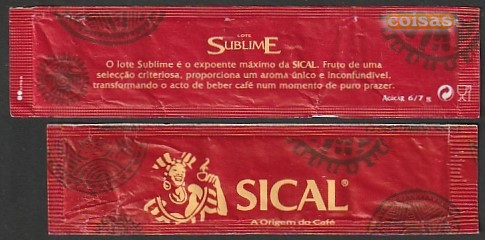 coisas
LOTE
SUBLIME
O lote Sublime é o expoente máximo da SICAL. Fruto de uma
selecção criteriosa, proporciona um aroma único e inconfundível,
transformando o acto de beber café num momento de puro prazer.
AÇÚCAR 6/7 g
SICAL®
A Origem do Café